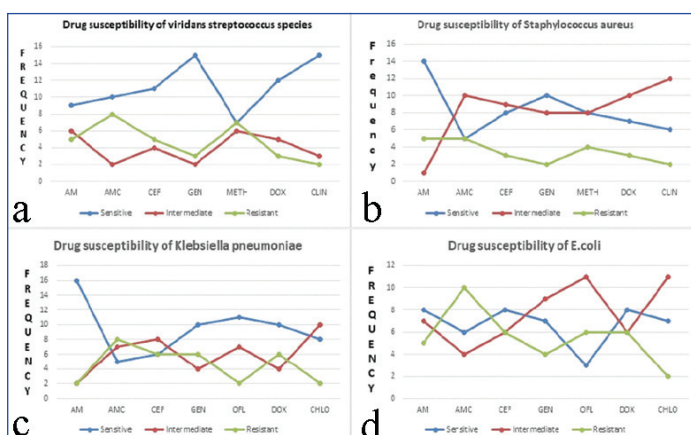 Drug susceptibility of viridans streptococcus species
FREQUENCY
16
14
12
10
8
6
4
2
0
AM AMC CEF GEN METH DOX CLIN
Sensitive Intermediate Resistant
a
Drug susceptibility of Staphylococcus aureus
Frequency
16
14
12
10
8
6
4
2
0
AM AMC CEF GEN METH DOX CLIN
Sensitive Intermediate Resistant
b
Drug susceptibility of Klebsiella pneumoniae
FREQUENCY
18
16
14
12
10
8
6
4
2
0
AM AMC CEF GEN OFL DOX CHLO
Sensitive Intermediate Resistant
c
Drug susceptibility of E.coli
FREQUENCY
12
10
8
6
4
2
0
AM AMC CEF GEN OFL DOX CHLO
Sensitive Intermediate Resistant
d